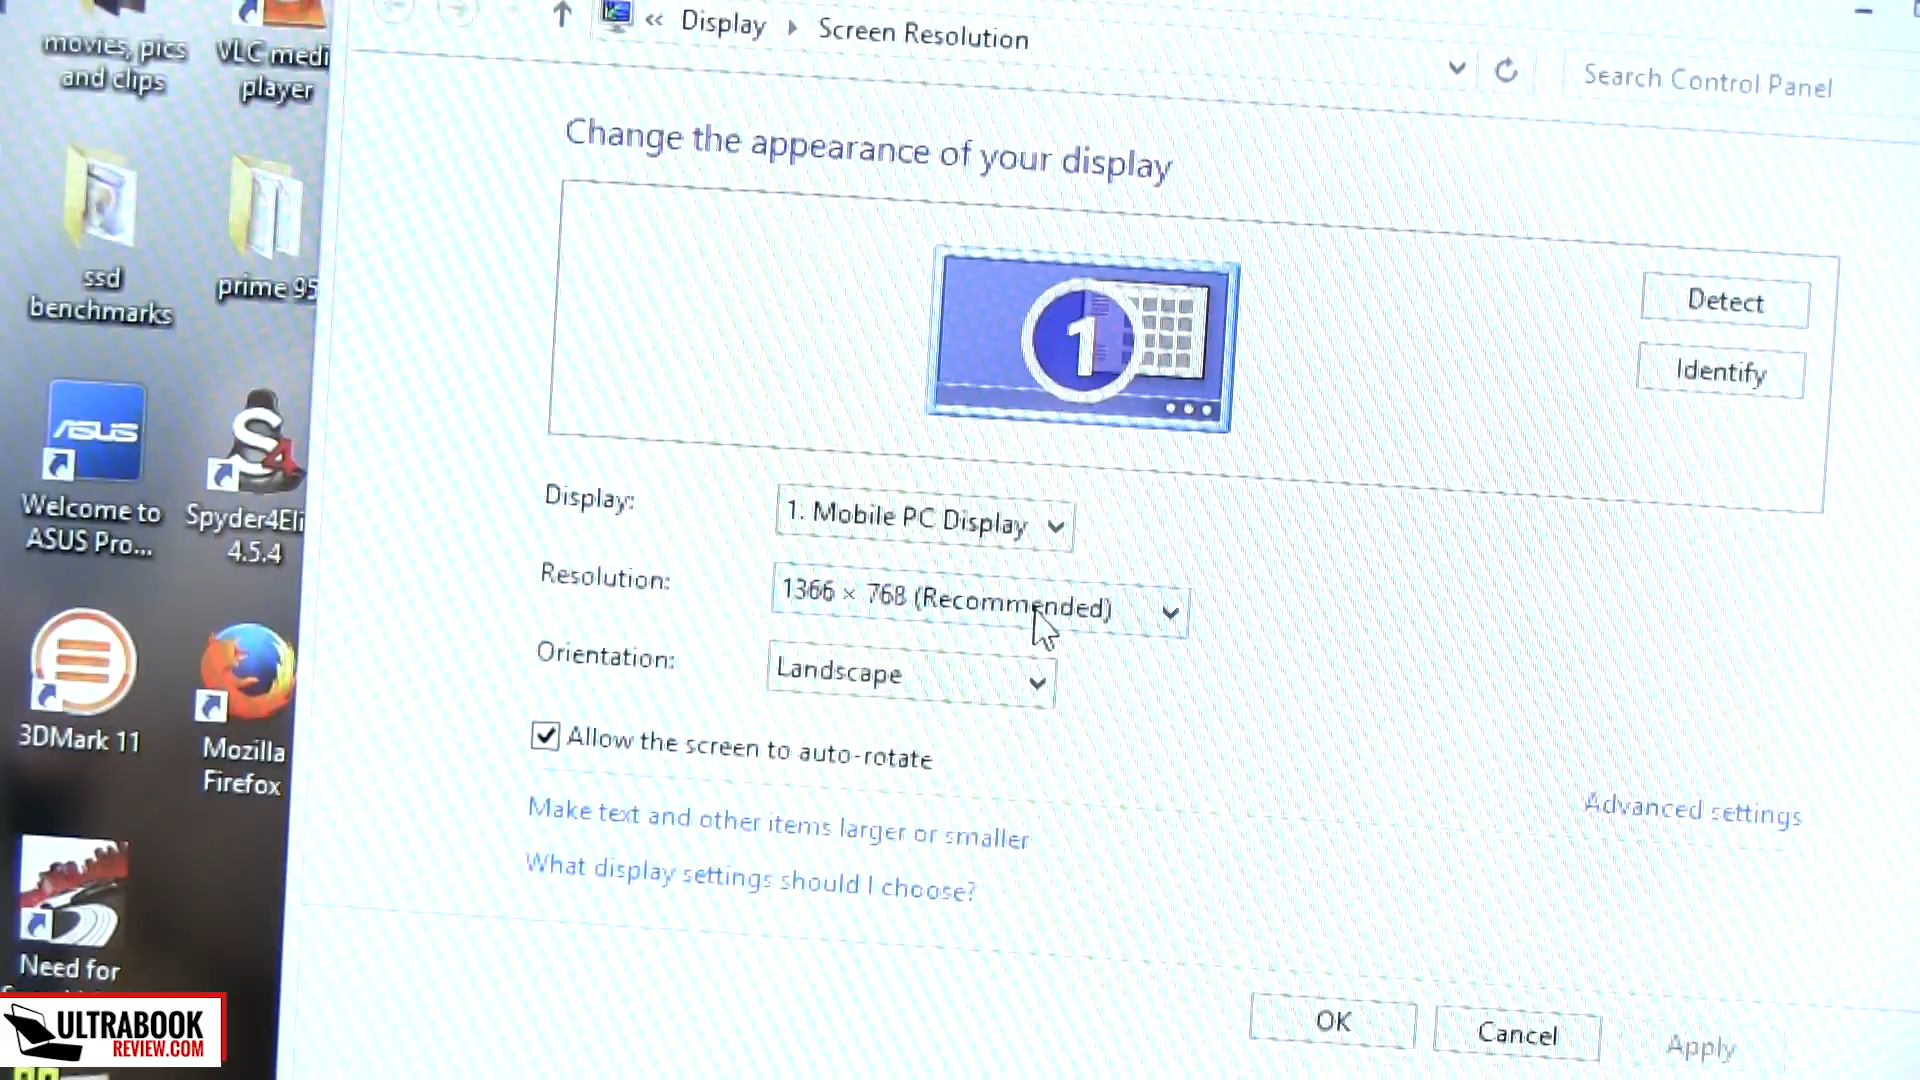 movies, pics
and clips
VLC medi
player
ssd
benchmarks
prime 95
ASUS
Welcome to
ASUS Pro...
S4
Spyder4Eli
4.5.4
3DMark 11
Mozilla
Firefox
Need for
« Display ▸ Screen Resolution
Search Control Panel
Change the appearance of your display
1
Detect
Identify
Display:
1. Mobile PC Display
Resolution:
1366 × 768 (Recommended)
Orientation:
Landscape
Allow the screen to auto-rotate
Advanced settings
Make text and other items larger or smaller
What display settings should I choose?
OK
Cancel
Apply
ULTRABOOK
REVIEW.COM